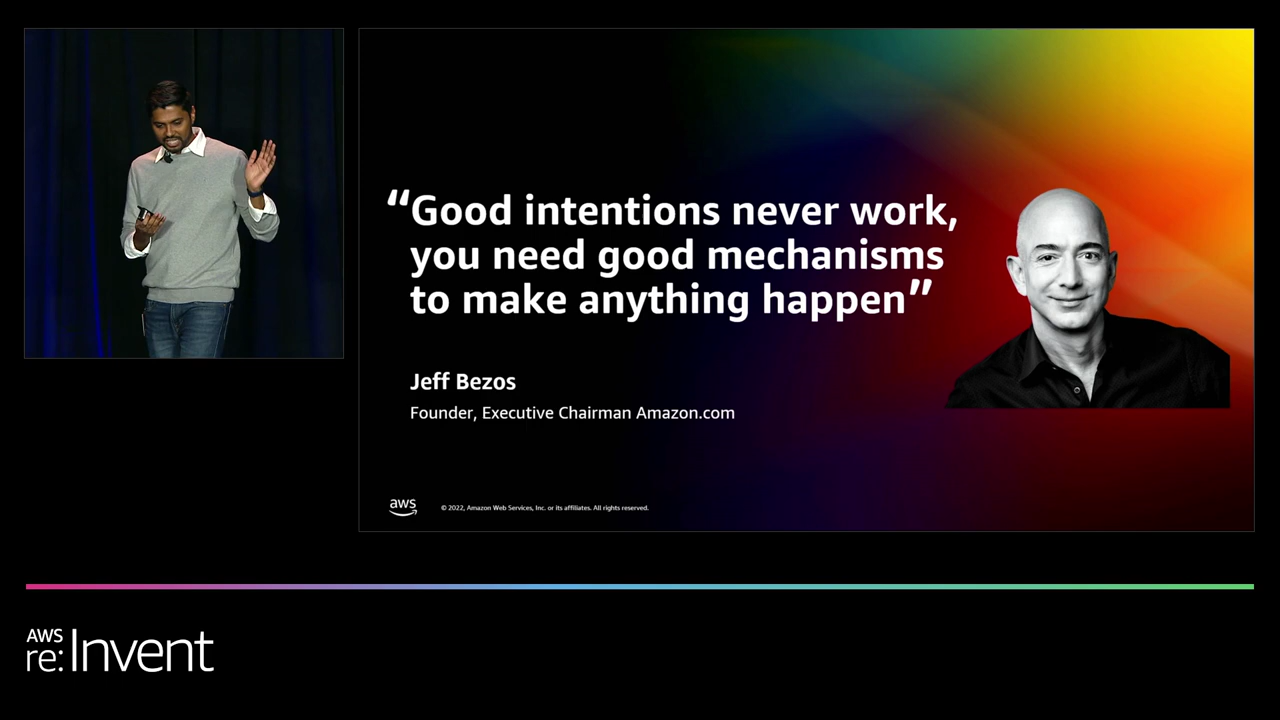 “Good intentions never work,
you need good mechanisms
to make anything happen”
Jeff Bezos
Founder, Executive Chairman Amazon.com
aws
© 2022, Amazon Web Services, Inc. or its affiliates. All rights reserved.
AWS
re:Invent